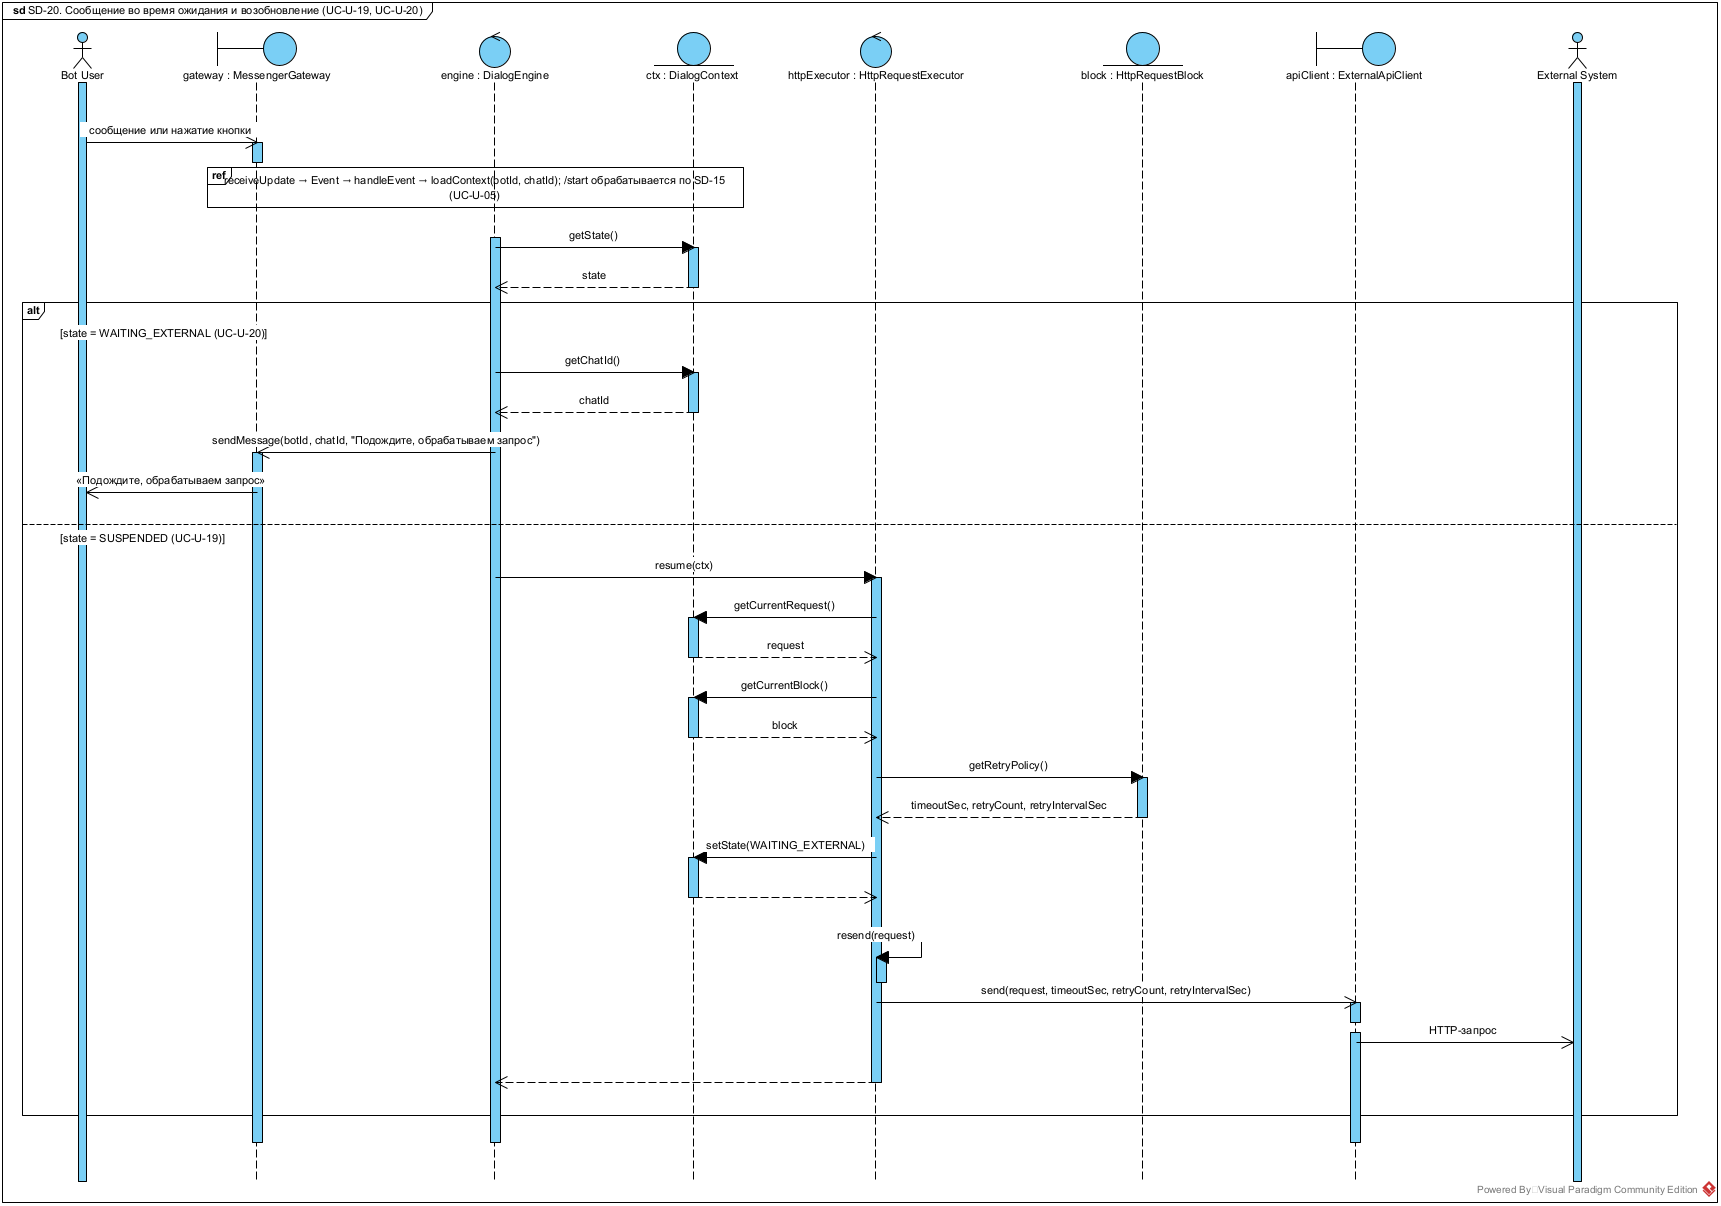 sd SD-20. Сообщение во время ожидания и возобновление (UC-U-19, UC-U-20)
Bot User
gateway : MessengerGateway
engine : DialogEngine
ctx : DialogContext
httpExecutor : HttpRequestExecutor
block : HttpRequestBlock
apiClient : ExternalApiClient
External System
сообщение или нажатие кнопки
ref
receiveUpdate → Event → handleEvent → loadContext(botId, chatId); /start обрабатывается по SD-15
(UC-U-05)
getState()
state
alt
[state = WAITING_EXTERNAL (UC-U-20)]
getChatId()
chatId
sendMessage(botId, chatId, "Подождите, обрабатываем запрос")
«Подождите, обрабатываем запрос»
[state = SUSPENDED (UC-U-19)]
resume(ctx)
getCurrentRequest()
request
getCurrentBlock()
block
getRetryPolicy()
timeoutSec, retryCount, retryIntervalSec
setState(WAITING_EXTERNAL)
resend(request)
send(request, timeoutSec, retryCount, retryIntervalSec)
HTTP-запрос
Powered By Visual Paradigm Community Edition